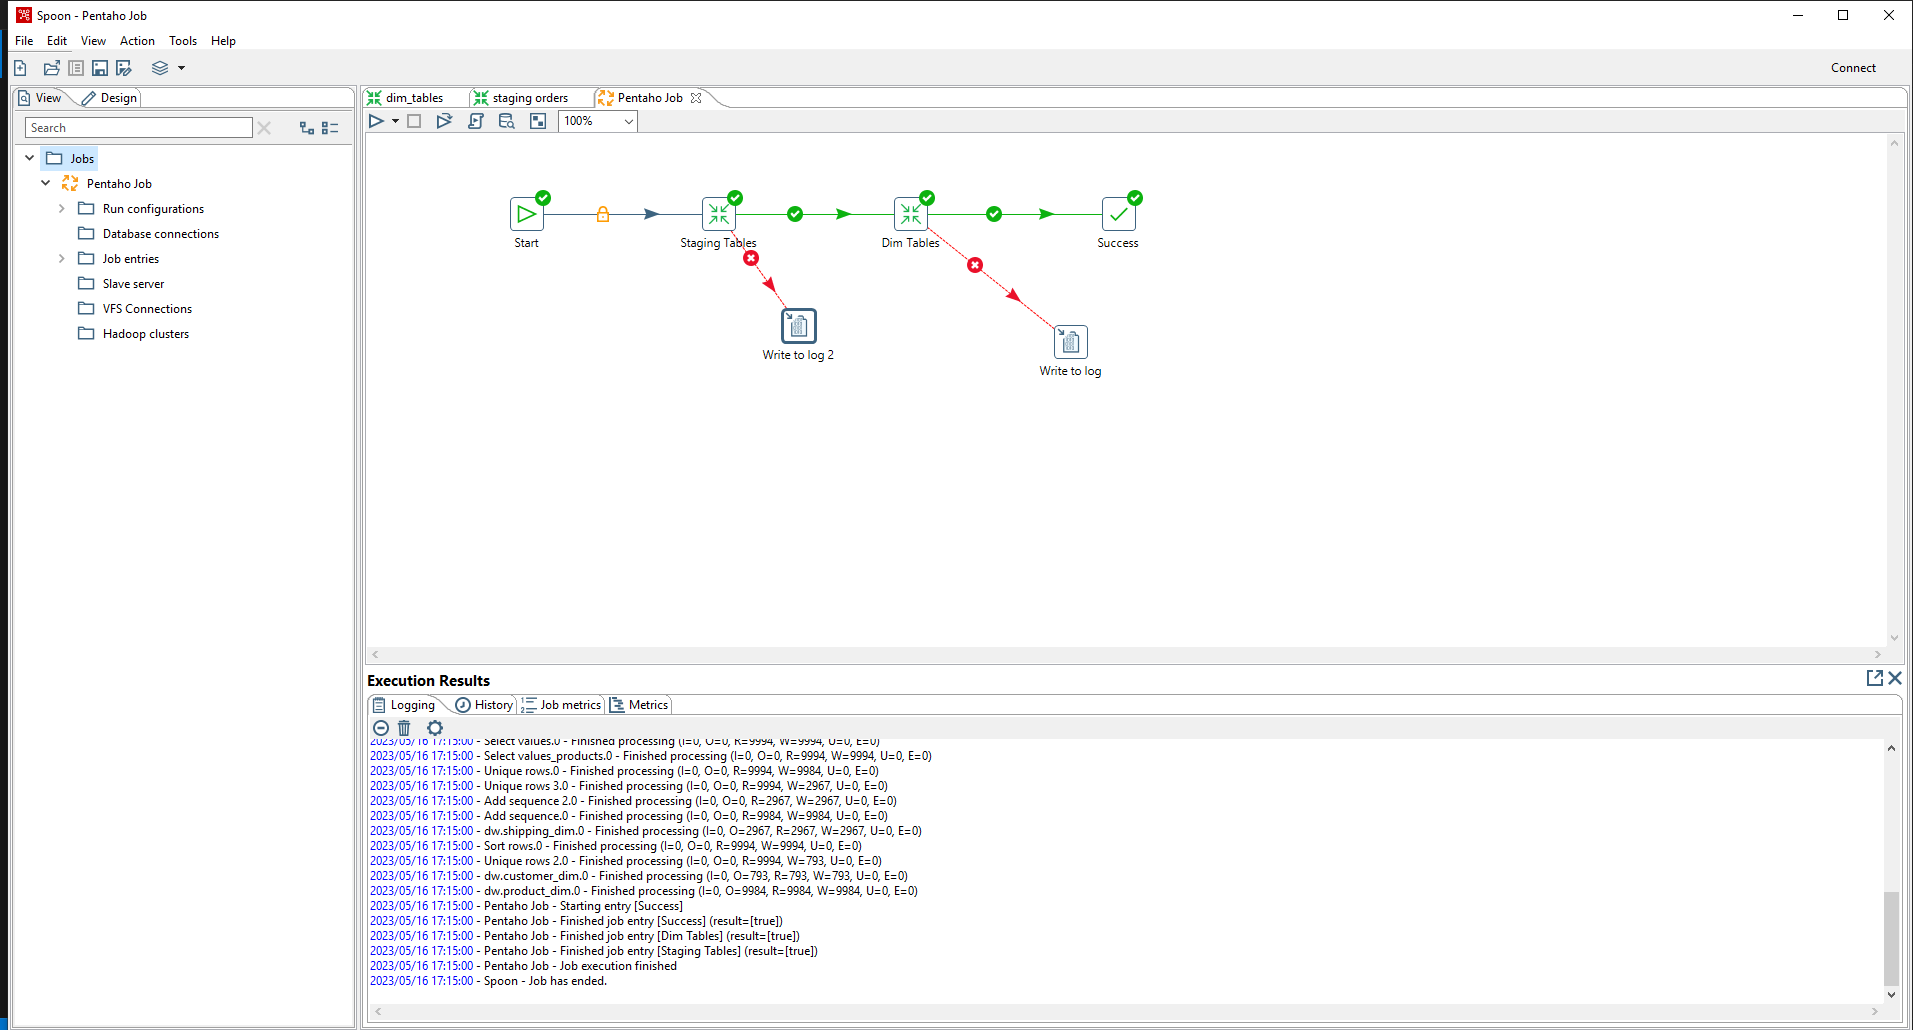 Spoon - Pentaho Job
File Edit View Action Tools Help
Connect
View Design
Search
Jobs
Pentaho Job
Run configurations
Database connections
Job entries
Slave server
VFS Connections
Hadoop clusters
dim_tables staging orders Pentaho Job
100%
Start Staging Tables Dim Tables Success
Write to log 2
Write to log
Execution Results
Logging History Job metrics Metrics
2023/05/16 17:15:00 - Select values.0 - Finished processing (I=0, O=0, R=9994, W=9994, U=0, E=0)
2023/05/16 17:15:00 - Select values_products.0 - Finished processing (I=0, O=0, R=9994, W=9994, U=0, E=0)
2023/05/16 17:15:00 - Unique rows.0 - Finished processing (I=0, O=0, R=9994, W=9984, U=0, E=0)
2023/05/16 17:15:00 - Unique rows 3.0 - Finished processing (I=0, O=0, R=9994, W=2967, U=0, E=0)
2023/05/16 17:15:00 - Add sequence 2.0 - Finished processing (I=0, O=0, R=2967, W=2967, U=0, E=0)
2023/05/16 17:15:00 - Add sequence.0 - Finished processing (I=0, O=0, R=9984, W=9984, U=0, E=0)
2023/05/16 17:15:00 - dw.shipping_dim.0 - Finished processing (I=0, O=2967, R=2967, W=2967, U=0, E=0)
2023/05/16 17:15:00 - Sort rows.0 - Finished processing (I=0, O=0, R=9994, W=9994, U=0, E=0)
2023/05/16 17:15:00 - Unique rows 2.0 - Finished processing (I=0, O=0, R=9994, W=793, U=0, E=0)
2023/05/16 17:15:00 - dw.customer_dim.0 - Finished processing (I=0, O=793, R=793, W=793, U=0, E=0)
2023/05/16 17:15:00 - dw.product_dim.0 - Finished processing (I=0, O=9984, R=9984, W=9984, U=0, E=0)
2023/05/16 17:15:00 - Pentaho Job - Starting entry [Success]
2023/05/16 17:15:00 - Pentaho Job - Finished job entry [Success] (result=[true])
2023/05/16 17:15:00 - Pentaho Job - Finished job entry [Dim Tables] (result=[true])
2023/05/16 17:15:00 - Pentaho Job - Finished job entry [Staging Tables] (result=[true])
2023/05/16 17:15:00 - Pentaho Job - Job execution finished
2023/05/16 17:15:00 - Spoon - Job has ended.